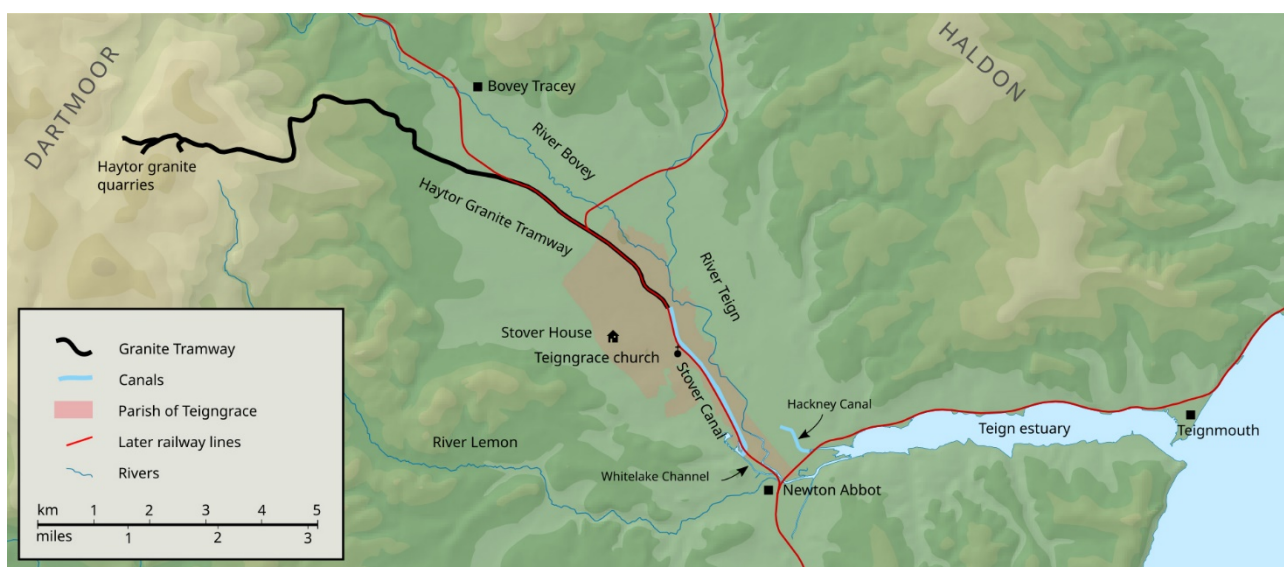 DARTMOOR
HALDON
Bovey Tracey
River Bovey
Haytor granite
quarries
Haytor Granite Tramway
River Teign
Stover House
Teigngrace church
Stover Canal
Hackney Canal
Teign estuary
Teignmouth
River Lemon
Whitelake Channel
Newton Abbot
Granite Tramway
Canals
Parish of Teigngrace
Later railway lines
Rivers
km 1 2 3 4 5
miles 1 2 3